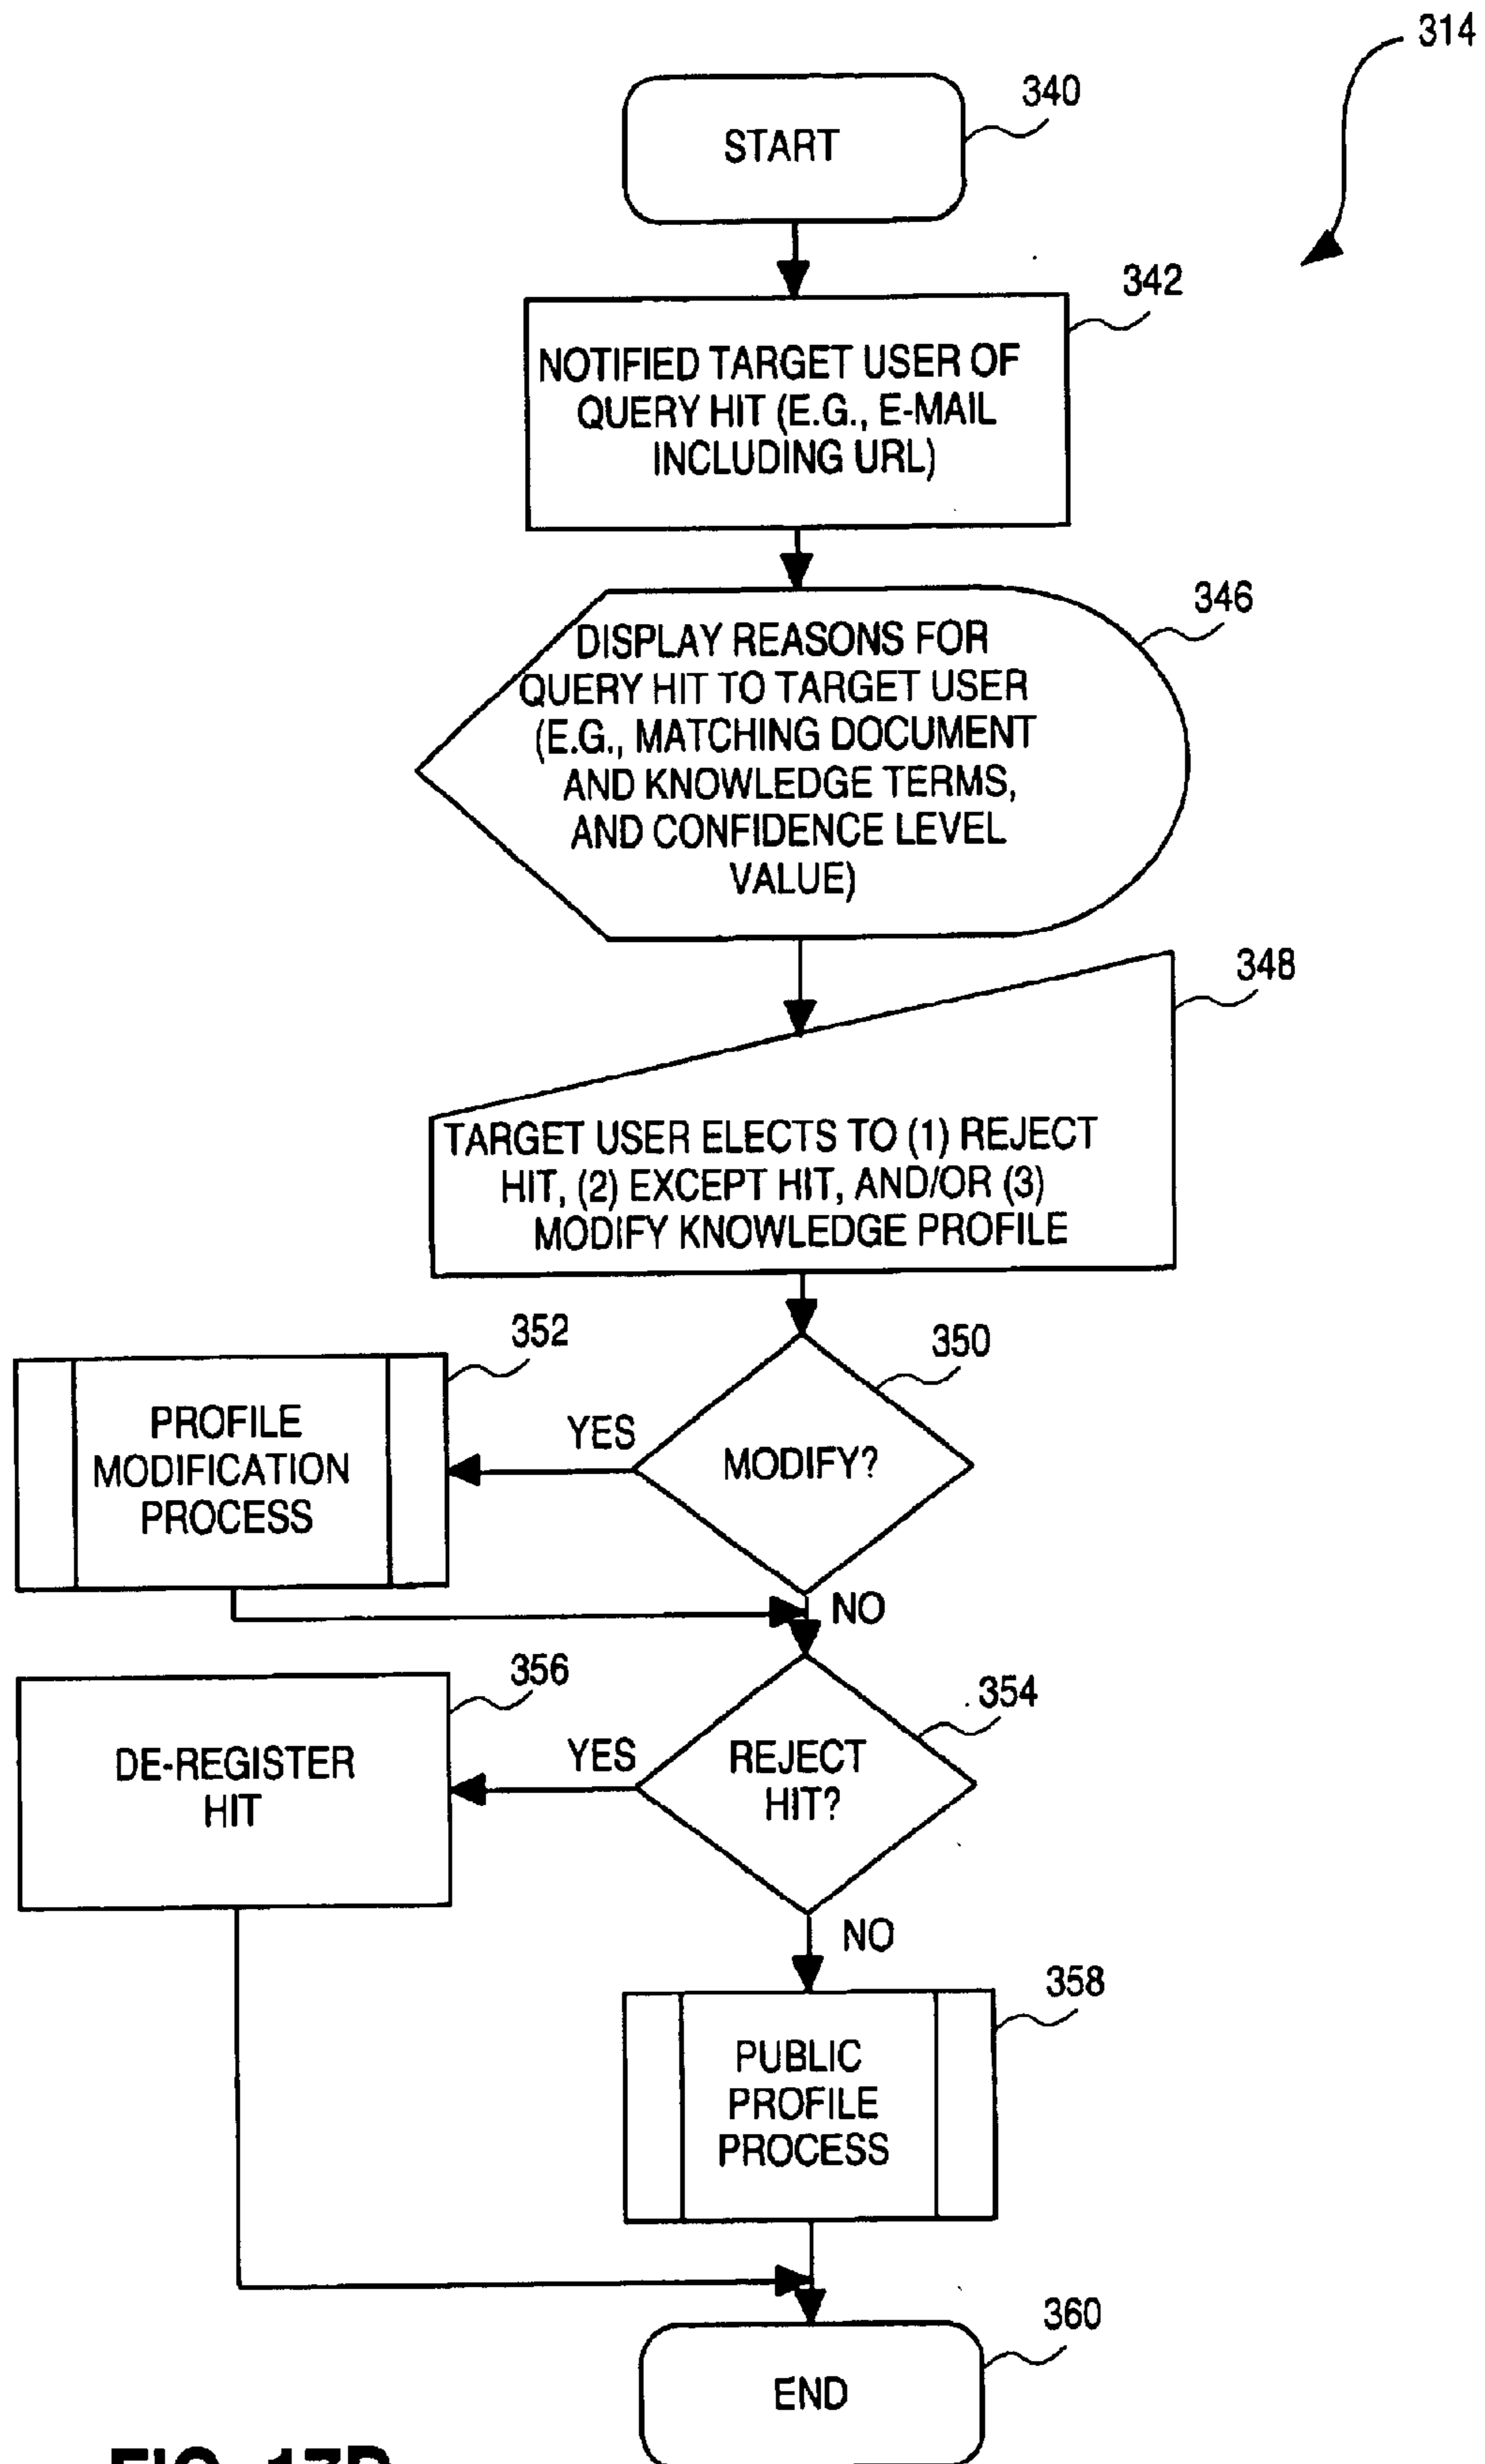 314
340
START
342
NOTIFIED TARGET USER OF
QUERY HIT (E.G., E-MAIL
INCLUDING URL)
346
DISPLAY REASONS FOR
QUERY HIT TO TARGET USER
(E.G., MATCHING DOCUMENT
AND KNOWLEDGE TERMS,
AND CONFIDENCE LEVEL
VALUE)
348
TARGET USER ELECTS TO (1) REJECT
HIT, (2) EXCEPT HIT, AND/OR (3)
MODIFY KNOWLEDGE PROFILE
352
350
PROFILE
MODIFICATION
PROCESS
YES
MODIFY?
NO
356
354
DE-REGISTER
HIT
YES
REJECT
HIT?
NO
358
PUBLIC
PROFILE
PROCESS
360
END